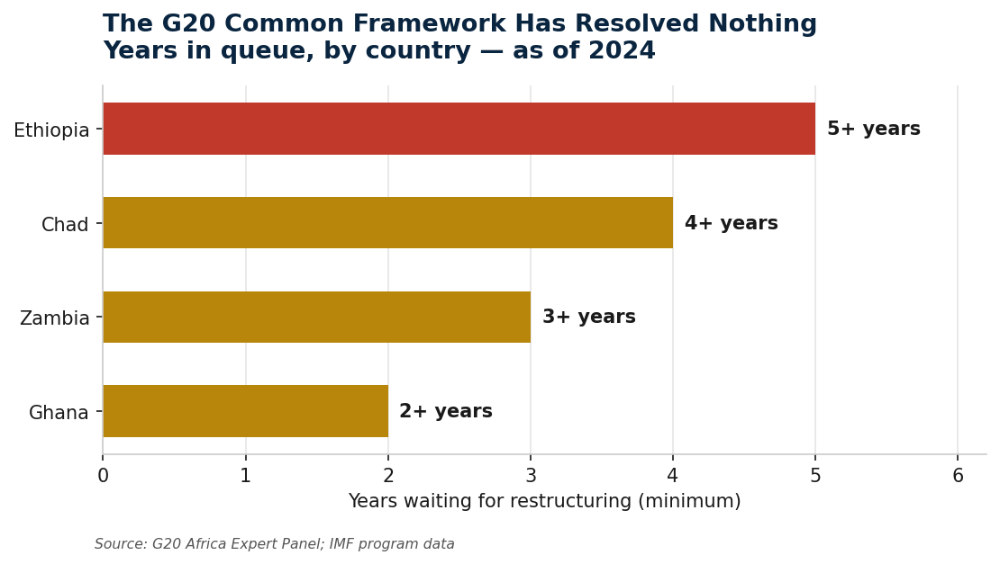 The G20 Common Framework Has Resolved Nothing
Years in queue, by country — as of 2024
Ethiopia
5+ years
Chad
4+ years
Zambia
3+ years
Ghana
2+ years
0 1 2 3 4 5 6
Years waiting for restructuring (minimum)
Source: G20 Africa Expert Panel; IMF program data